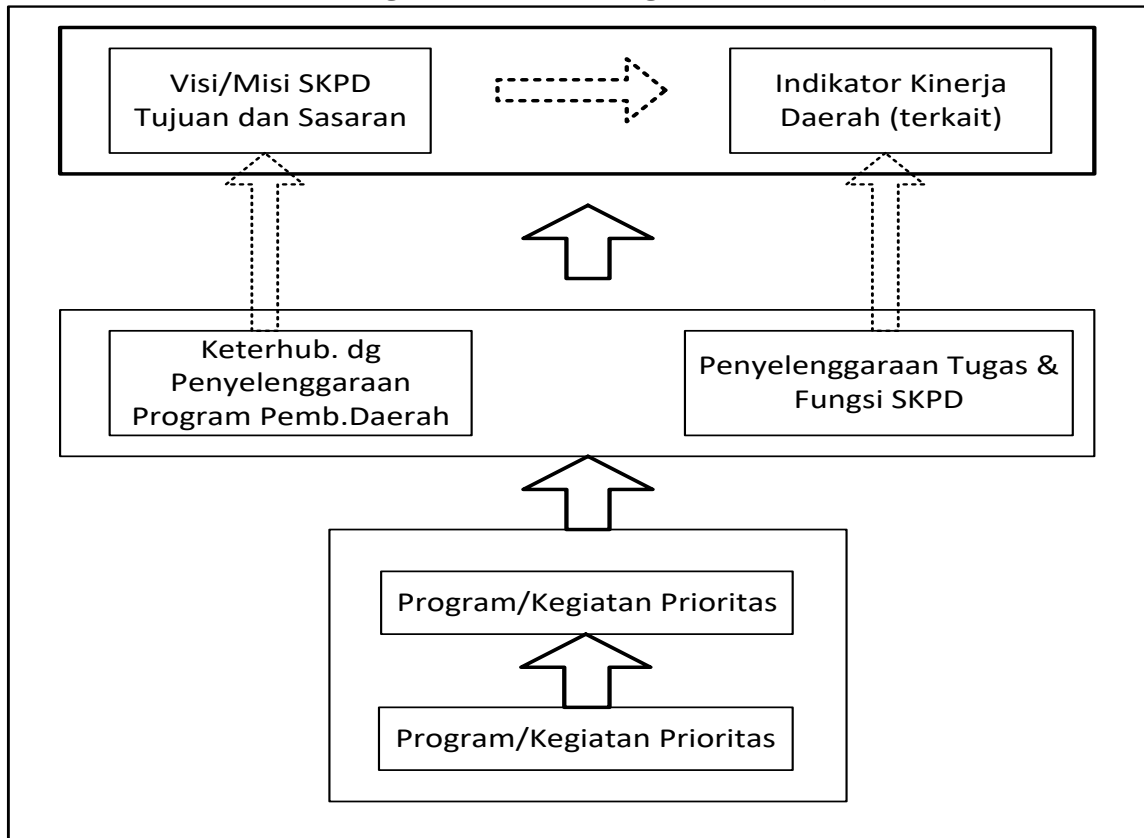 Visi/Misi SKPD
Tujuan dan Sasaran
Indikator Kinerja
Daerah (terkait)
Keterhub. dg
Penyelenggaraan
Program Pemb.Daerah
Penyelenggaraan Tugas &
Fungsi SKPD
Program/Kegiatan Prioritas
Program/Kegiatan Prioritas